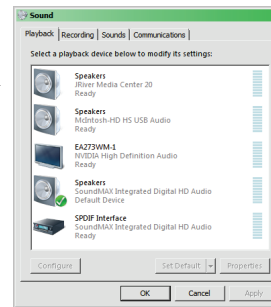 Sound
Playback Recording Sounds Communications
Select a playback device below to modify its settings:
Speakers
JRiver Media Center 20
Ready
Speakers
McIntosh-HD HS USB Audio
Ready
EA273WM-1
NVIDIA High Definition Audio
Ready
Speakers
SoundMAX Integrated Digital HD Audio
Default Device
SPDIF Interface
SoundMAX Integrated Digital HD Audio
Ready
Configure Set Default Properties
OK Cancel Apply